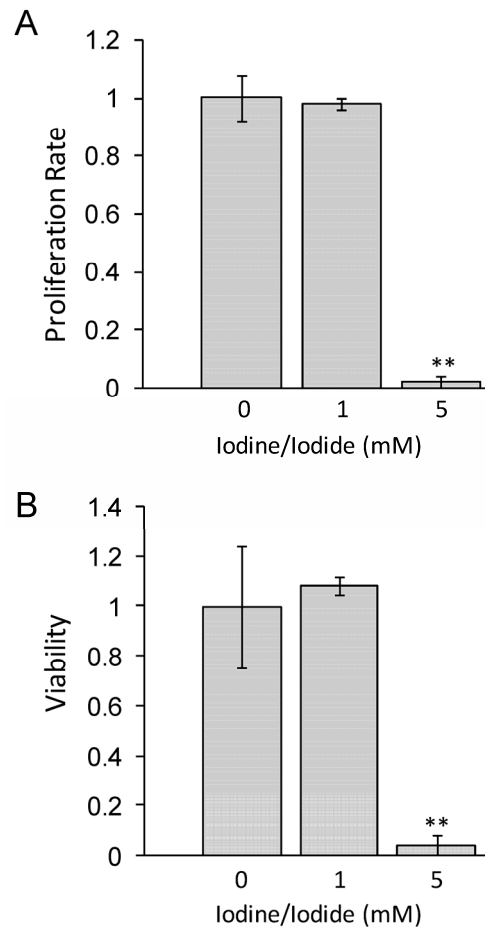 A
1.2
1
0.8
0.6
0.4
0.2
0
Proliferation Rate
**
0 1 5
Iodine/Iodide (mM)
B
1.4
1.2
1
0.8
0.6
0.4
0.2
0
Viability
**
0 1 5
Iodine/Iodide (mM)